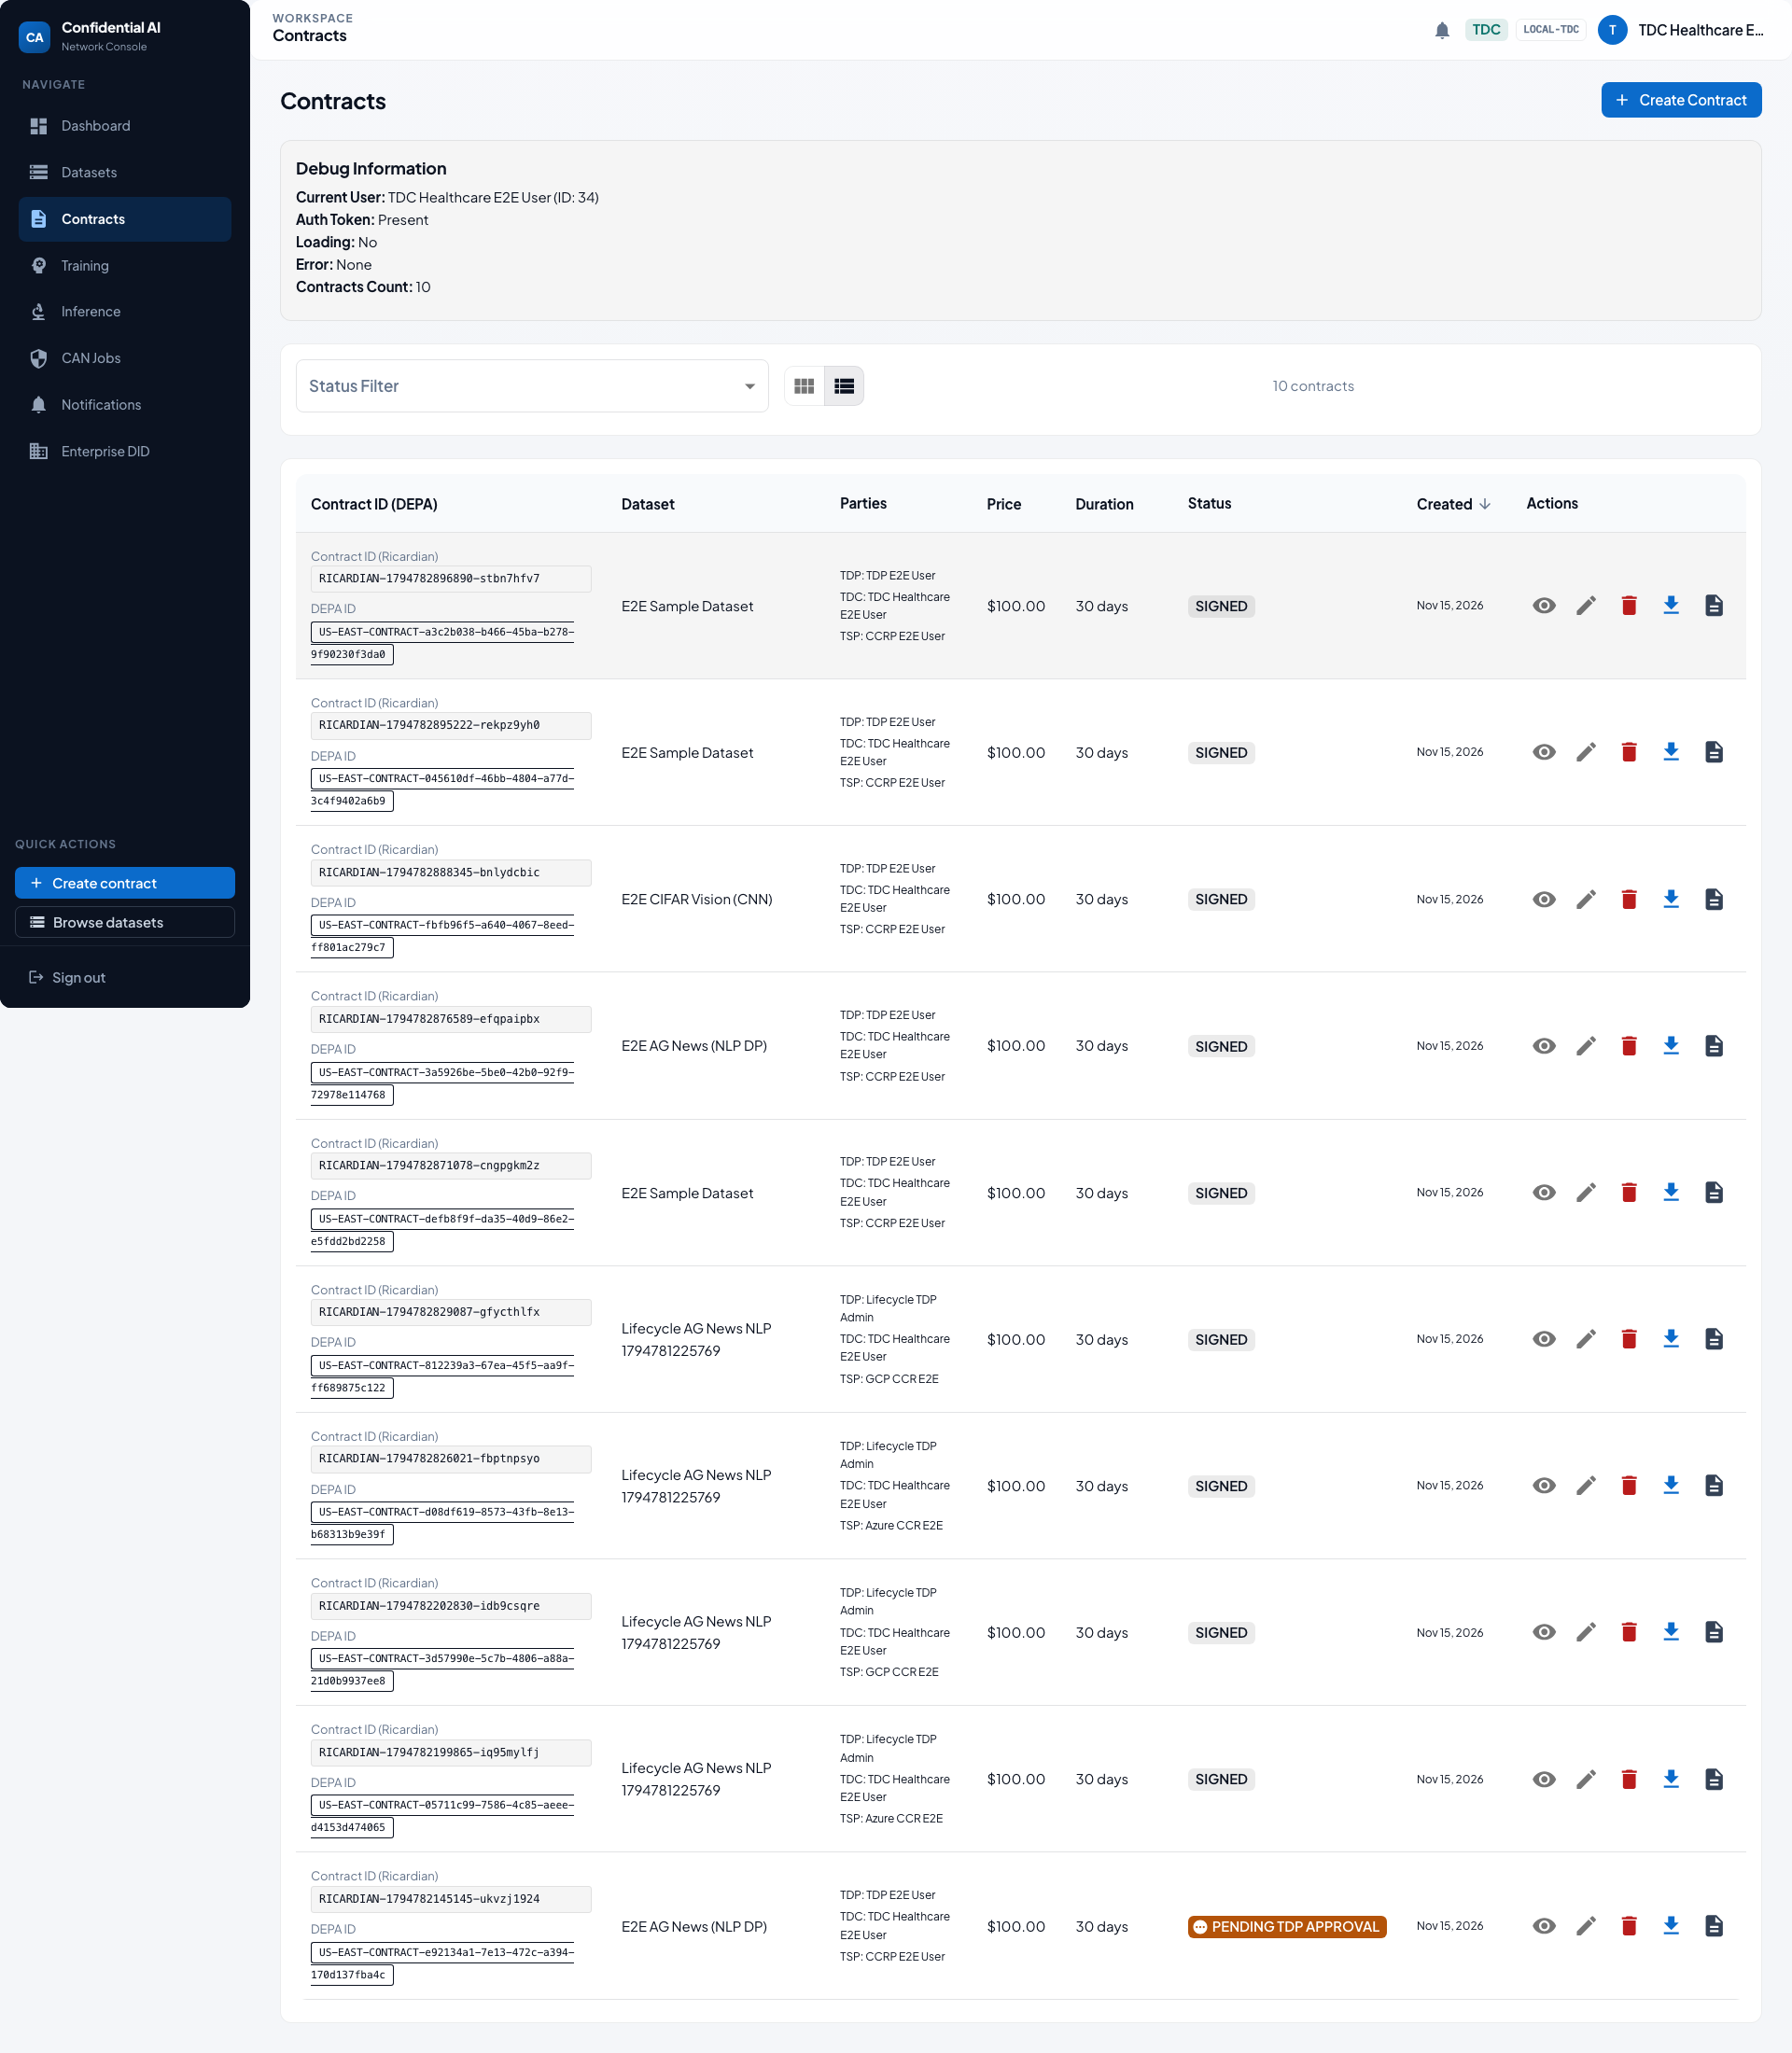 CA
Confidential AI
Network Console
NAVIGATE
Dashboard
Datasets
Contracts
Training
Inference
CAN Jobs
Notifications
Enterprise DID
QUICK ACTIONS
Create contract
Browse datasets
Sign out
WORKSPACE
Contracts
TDC
LOCAL-TDC
T
TDC Healthcare E...
Contracts
Create Contract
Debug Information
Current User: TDC Healthcare E2E User (ID: 34)
Auth Token: Present
Loading: No
Error: None
Contracts Count: 10
Status Filter
10 contracts
Contract ID (DEPA) Dataset Parties Price Duration Status Created Actions
Contract ID (Ricardian)
RICARDIAN-1794782896890-stbn7hfv7
DEPA ID
US-EAST-CONTRACT-a3c2b038-b466-45ba-b278-
9f90230f3da0
E2E Sample Dataset
TDP: TDP E2E User
TDC: TDC Healthcare
E2E User
TSP: CCRP E2E User
$100.00
30 days
SIGNED
Nov 15, 2026
Contract ID (Ricardian)
RICARDIAN-1794782895222-rekpz9yh0
DEPA ID
US-EAST-CONTRACT-045610df-46bb-4804-a77d-
3c4f9402a6b9
E2E Sample Dataset
TDP: TDP E2E User
TDC: TDC Healthcare
E2E User
TSP: CCRP E2E User
$100.00
30 days
SIGNED
Nov 15, 2026
Contract ID (Ricardian)
RICARDIAN-1794782888345-bnlydcbic
DEPA ID
US-EAST-CONTRACT-fbfb96f5-a640-4067-8eed-
ff801ac279c7
E2E CIFAR Vision (CNN)
TDP: TDP E2E User
TDC: TDC Healthcare
E2E User
TSP: CCRP E2E User
$100.00
30 days
SIGNED
Nov 15, 2026
Contract ID (Ricardian)
RICARDIAN-1794782876589-efqpaipbx
DEPA ID
US-EAST-CONTRACT-3a5926be-5be0-42b0-92f9-
72978e114768
E2E AG News (NLP DP)
TDP: TDP E2E User
TDC: TDC Healthcare
E2E User
TSP: CCRP E2E User
$100.00
30 days
SIGNED
Nov 15, 2026
Contract ID (Ricardian)
RICARDIAN-1794782871078-cngpgkm2z
DEPA ID
US-EAST-CONTRACT-defb8f9f-da35-40d9-86e2-
e5fdd2bd2258
E2E Sample Dataset
TDP: TDP E2E User
TDC: TDC Healthcare
E2E User
TSP: CCRP E2E User
$100.00
30 days
SIGNED
Nov 15, 2026
Contract ID (Ricardian)
RICARDIAN-1794782829087-gfycthlfx
DEPA ID
US-EAST-CONTRACT-812239a3-67ea-45f5-aa9f-
ff689875c122
Lifecycle AG News NLP
1794781225769
TDP: Lifecycle TDP
Admin
TDC: TDC Healthcare
E2E User
TSP: GCP CCR E2E
$100.00
30 days
SIGNED
Nov 15, 2026
Contract ID (Ricardian)
RICARDIAN-1794782826021-fbptnpsyo
DEPA ID
US-EAST-CONTRACT-d08df619-8573-43fb-8e13-
b68313b9e39f
Lifecycle AG News NLP
1794781225769
TDP: Lifecycle TDP
Admin
TDC: TDC Healthcare
E2E User
TSP: Azure CCR E2E
$100.00
30 days
SIGNED
Nov 15, 2026
Contract ID (Ricardian)
RICARDIAN-1794782202830-idb9csqre
DEPA ID
US-EAST-CONTRACT-3d57990e-5c7b-4806-a88a-
21d0b9937ee8
Lifecycle AG News NLP
1794781225769
TDP: Lifecycle TDP
Admin
TDC: TDC Healthcare
E2E User
TSP: GCP CCR E2E
$100.00
30 days
SIGNED
Nov 15, 2026
Contract ID (Ricardian)
RICARDIAN-1794782199865-iq95mylfj
DEPA ID
US-EAST-CONTRACT-05711c99-7586-4c85-aeee-
d4153d474065
Lifecycle AG News NLP
1794781225769
TDP: Lifecycle TDP
Admin
TDC: TDC Healthcare
E2E User
TSP: Azure CCR E2E
$100.00
30 days
SIGNED
Nov 15, 2026
Contract ID (Ricardian)
RICARDIAN-1794782145145-ukvzj1924
DEPA ID
US-EAST-CONTRACT-e92134a1-7e13-472c-a394-
170d137fba4c
E2E AG News (NLP DP)
TDP: TDP E2E User
TDC: TDC Healthcare
E2E User
TSP: CCRP E2E User
$100.00
30 days
PENDING TDP APPROVAL
Nov 15, 2026